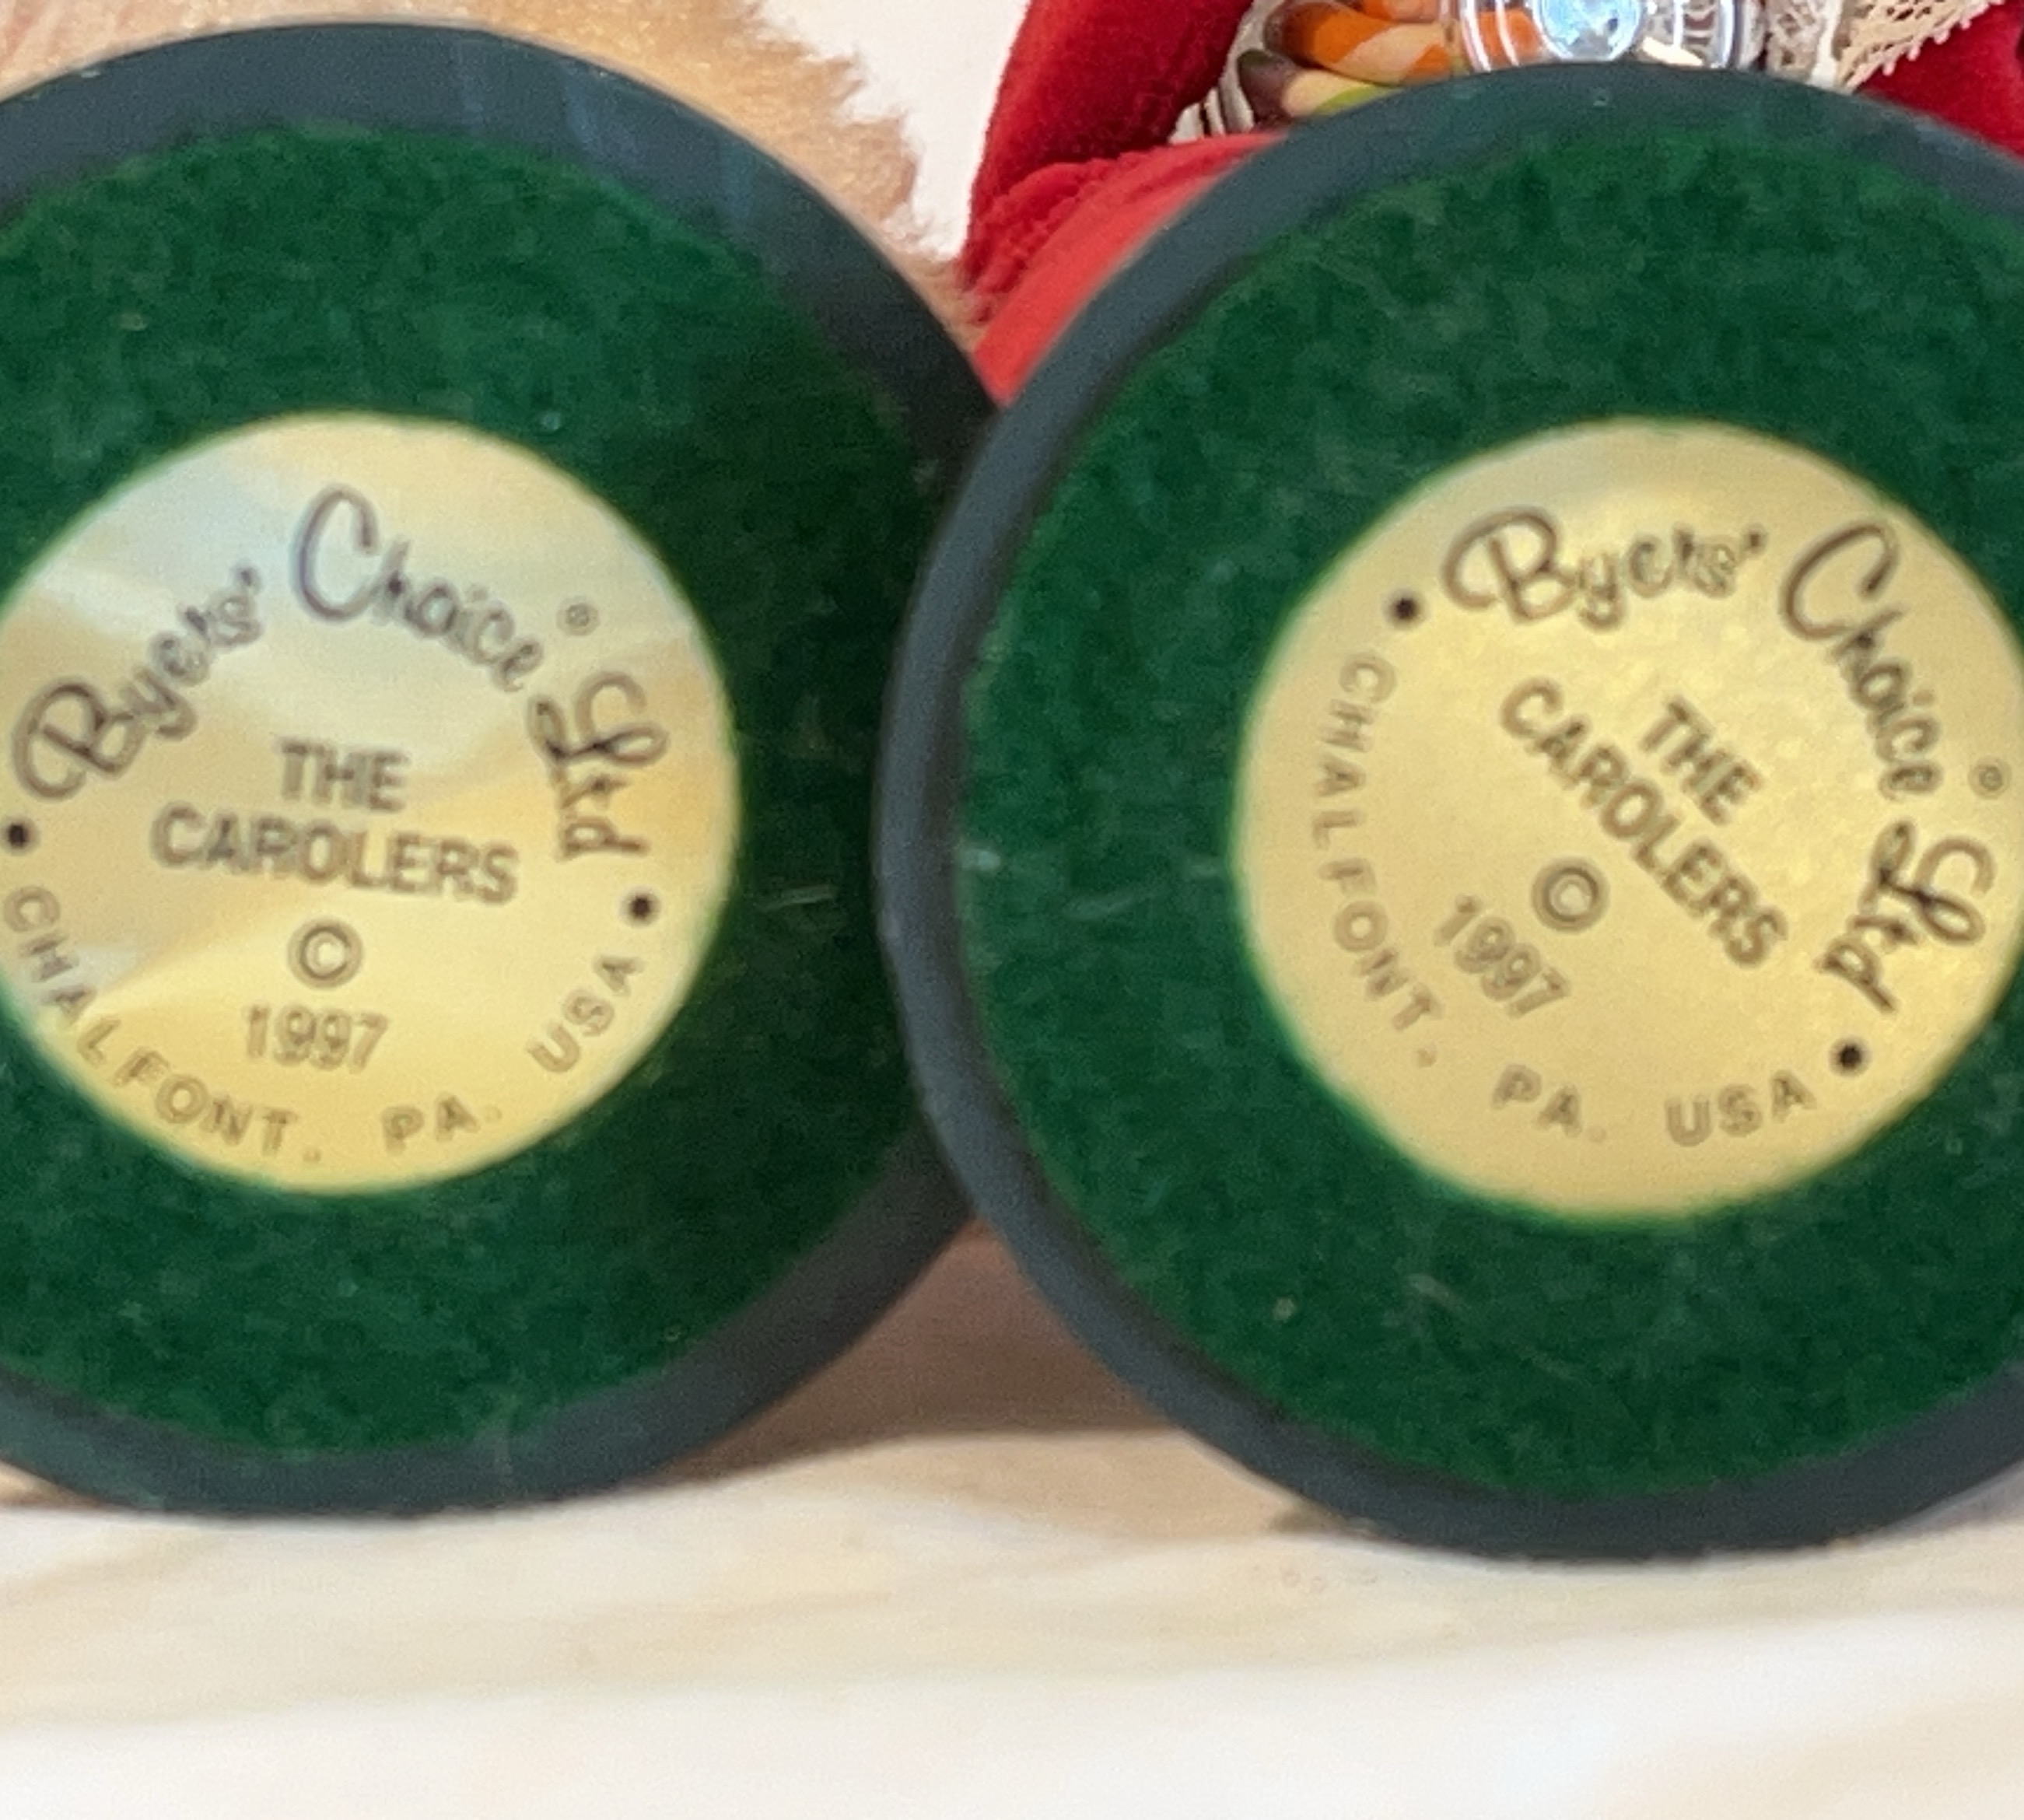 Byers' Choice® Ltd
THE
CAROLERS
©
1997
CHALFONT, PA. USA
Byers' Choice® Ltd
THE
CAROLERS
©
1997
CHALFONT, PA. USA